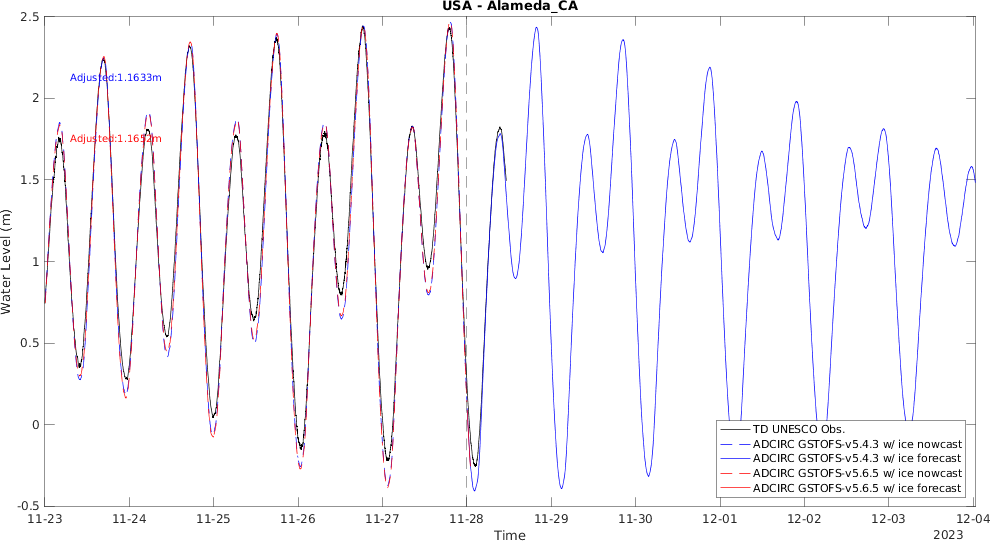 USA - Alameda_CA
2.5
2
1.5
1
0.5
0
-0.5
Water Level (m)
Adjusted:1.1633m
Adjusted:1.1652m
TD UNESCO Obs.
ADCIRC GSTOFS-v5.4.3 w/ ice nowcast
ADCIRC GSTOFS-v5.4.3 w/ ice forecast
ADCIRC GSTOFS-v5.6.5 w/ ice nowcast
ADCIRC GSTOFS-v5.6.5 w/ ice forecast
11-23 11-24 11-25 11-26 11-27 11-28 11-29 11-30 12-01 12-02 12-03 12-04
Time
2023